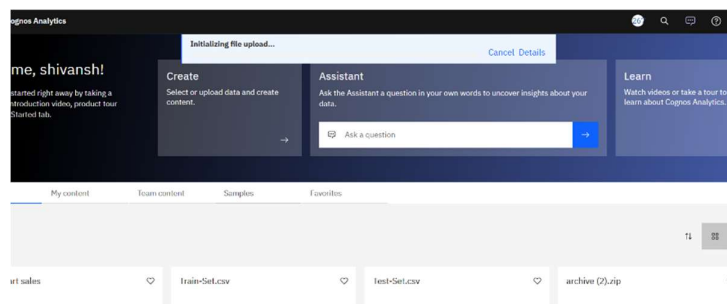 ognos Analytics
267
Initializing file upload...
Cancel Details
me, shivansh!
started right away by taking a
ntroduction video, product tour
Started tab.
Create
Select or upload data and create
content.
Assistant
Ask the Assistant a question in your own words to uncover insights about your
data.
Ask a question
Learn
Watch videos or take a tour to
learn about Cognos Analytics.
My content
Team content
Samples
Favorites
art sales
Train-Set.csv
Test-Set.csv
archive (2).zip